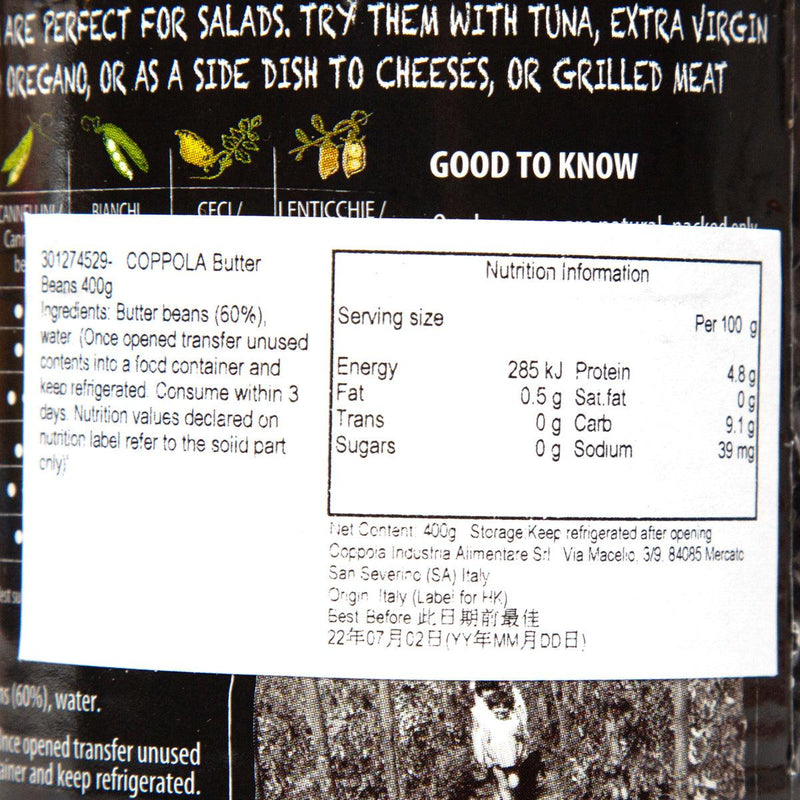 ARE PERFECT FOR SALADS. TRY THEM WITH TUNA, EXTRA VIRGIN
OREGANO, OR AS A SIDE DISH TO CHEESES, OR GRILLED MEAT
GOOD TO KNOW
CANNELLINI/
BIANCHI
CECI/
LENTICCHIE/
natural, packed only
301274529- COPPOLA Butter
Beans 400g
Ingredients: Butter beans (60%),
water (Once opened transfer unused
contents into a food container and
keep refrigerated. Consume within 3
days. Nutrition values declared on
nutrition label refer to the solid part
only)
Nutrition Information
Serving size Per 100 g
Energy 285 kJ Protein 4.8 g
Fat 0.5 g Sat.fat 0 g
Trans 0 g Carb 9.1 g
Sugars 0 g Sodium 39 mg
Net Content: 400g Storage:Keep refrigerated after opening
Coppola Industria Alimentare Srl Via Macello, 3/9, 84085 Mercato
San Severino (SA) Italy
Origin: Italy (Label for HK)
Best Before 此日期前最佳
22年07月02日(YY年MM月DD日)
(60%), water.
Once opened transfer unused
and keep refrigerated.